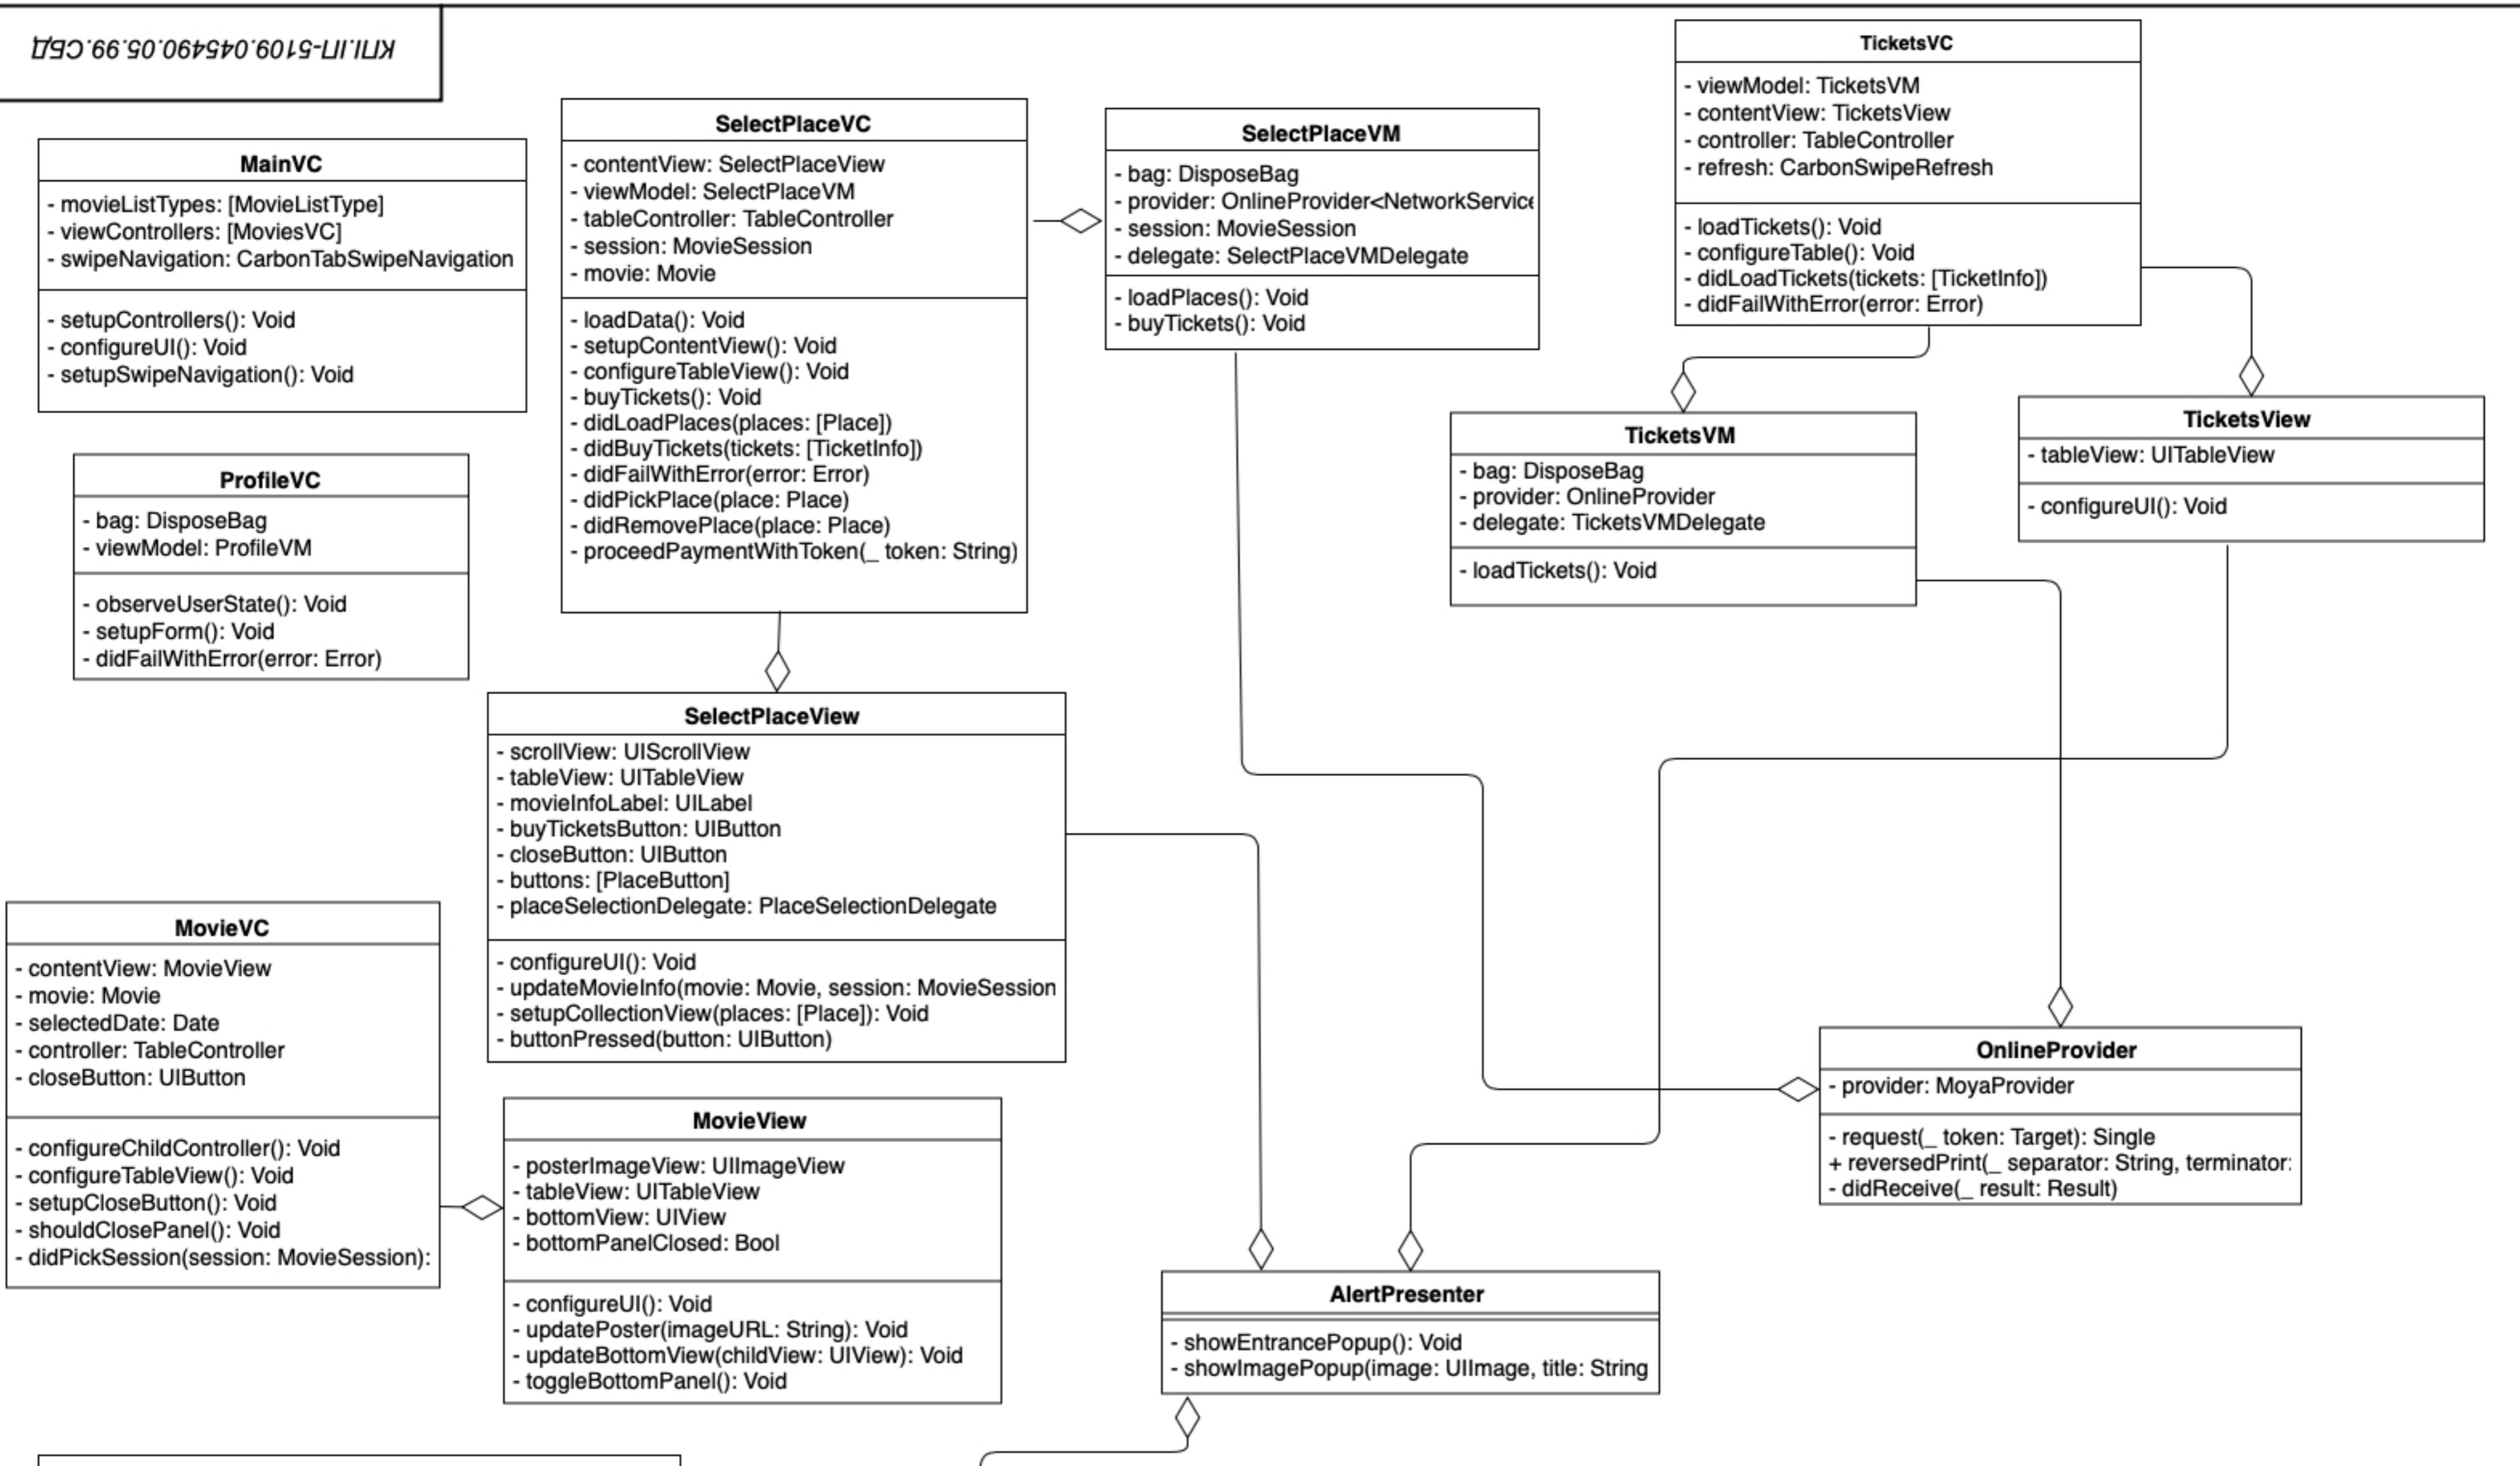 КПІ.ІП-5109.045490.05.99.СБД
MainVC
- movieListTypes: [MovieListType]
- viewControllers: [MoviesVC]
- swipeNavigation: CarbonTabSwipeNavigation
- setupControllers(): Void
- configureUI(): Void
- setupSwipeNavigation(): Void
ProfileVC
- bag: DisposeBag
- viewModel: ProfileVM
- observeUserState(): Void
- setupForm(): Void
- didFailWithError(error: Error)
MovieVC
- contentView: MovieView
- movie: Movie
- selectedDate: Date
- controller: TableController
- closeButton: UIButton
- configureChildController(): Void
- configureTableView(): Void
- setupCloseButton(): Void
- shouldClosePanel(): Void
- didPickSession(session: MovieSession):
SelectPlaceVC
- contentView: SelectPlaceView
- viewModel: SelectPlaceVM
- tableController: TableController
- session: MovieSession
- movie: Movie
- loadData(): Void
- setupContentView(): Void
- configureTableView(): Void
- buyTickets(): Void
- didLoadPlaces(places: [Place])
- didBuyTickets(tickets: [TicketInfo])
- didFailWithError(error: Error)
- didPickPlace(place: Place)
- didRemovePlace(place: Place)
- proceedPaymentWithToken(_ token: String)
SelectPlaceView
- scrollView: UIScrollView
- tableView: UITableView
- movieInfoLabel: UILabel
- buyTicketsButton: UIButton
- closeButton: UIButton
- buttons: [PlaceButton]
- placeSelectionDelegate: PlaceSelectionDelegate
- configureUI(): Void
- updateMovieInfo(movie: Movie, session: MovieSession
- setupCollectionView(places: [Place]): Void
- buttonPressed(button: UIButton)
MovieView
- posterImageView: UIImageView
- tableView: UITableView
- bottomView: UIView
- bottomPanelClosed: Bool
- configureUI(): Void
- updatePoster(imageURL: String): Void
- updateBottomView(childView: UIView): Void
- toggleBottomPanel(): Void
SelectPlaceVM
- bag: DisposeBag
- provider: OnlineProvider<NetworkService
- session: MovieSession
- delegate: SelectPlaceVMDelegate
- loadPlaces(): Void
- buyTickets(): Void
TicketsVC
- viewModel: TicketsVM
- contentView: TicketsView
- controller: TableController
- refresh: CarbonSwipeRefresh
- loadTickets(): Void
- configureTable(): Void
- didLoadTickets(tickets: [TicketInfo])
- didFailWithError(error: Error)
TicketsVM
- bag: DisposeBag
- provider: OnlineProvider
- delegate: TicketsVMDelegate
- loadTickets(): Void
TicketsView
- tableView: UITableView
- configureUI(): Void
OnlineProvider
- provider: MoyaProvider
- request(_ token: Target): Single
+ reversedPrint(_ separator: String, terminator:
- didReceive(_ result: Result)
AlertPresenter
- showEntrancePopup(): Void
- showImagePopup(image: UIImage, title: String